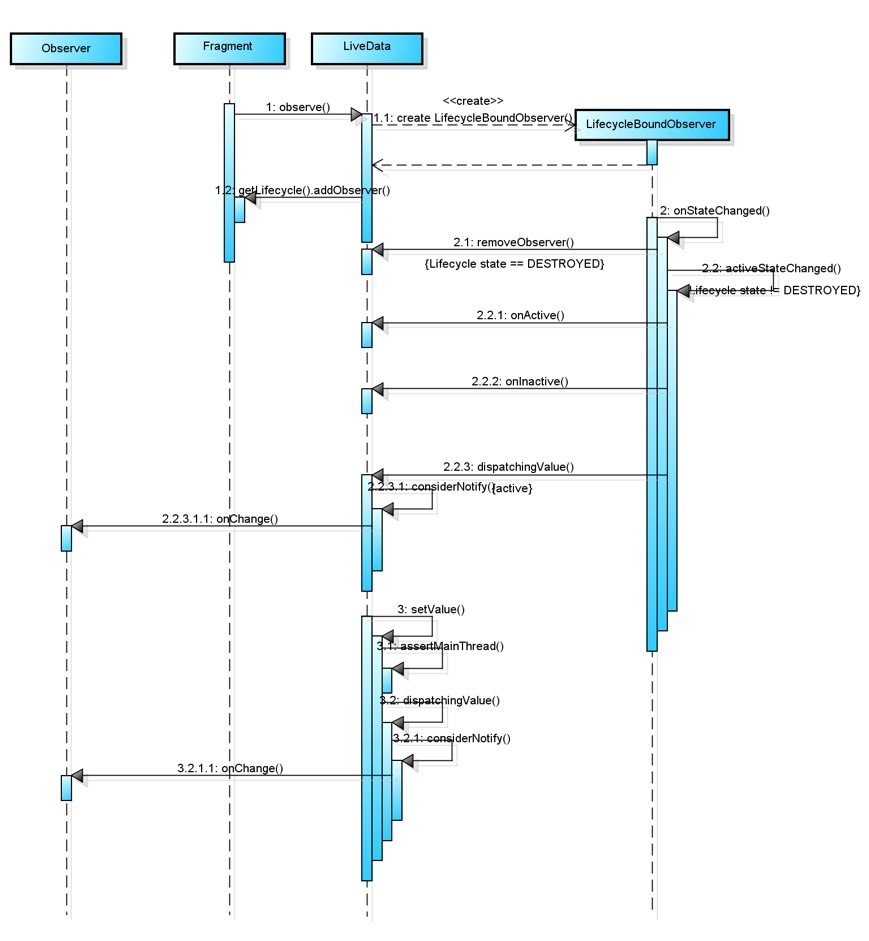 Observer
Fragment
LiveData
<<create>>
1: observe()
1.1: create LifecycleBoundObserver()
LifecycleBoundObserver
1.2: getLifecycle().addObserver()
2: onStateChanged()
2.1: removeObserver()
{Lifecycle state == DESTROYED}
2.2: activeStateChanged()
{Lifecycle state != DESTROYED}
2.2.1: onActive()
2.2.2: onInactive()
2.2.3: dispatchingValue()
2.2.3.1: considerNotify()
{active}
2.2.3.1.1: onChange()
3: setValue()
3.1: assertMainThread()
3.2: dispatchingValue()
3.2.1: considerNotify()
3.2.1.1: onChange()